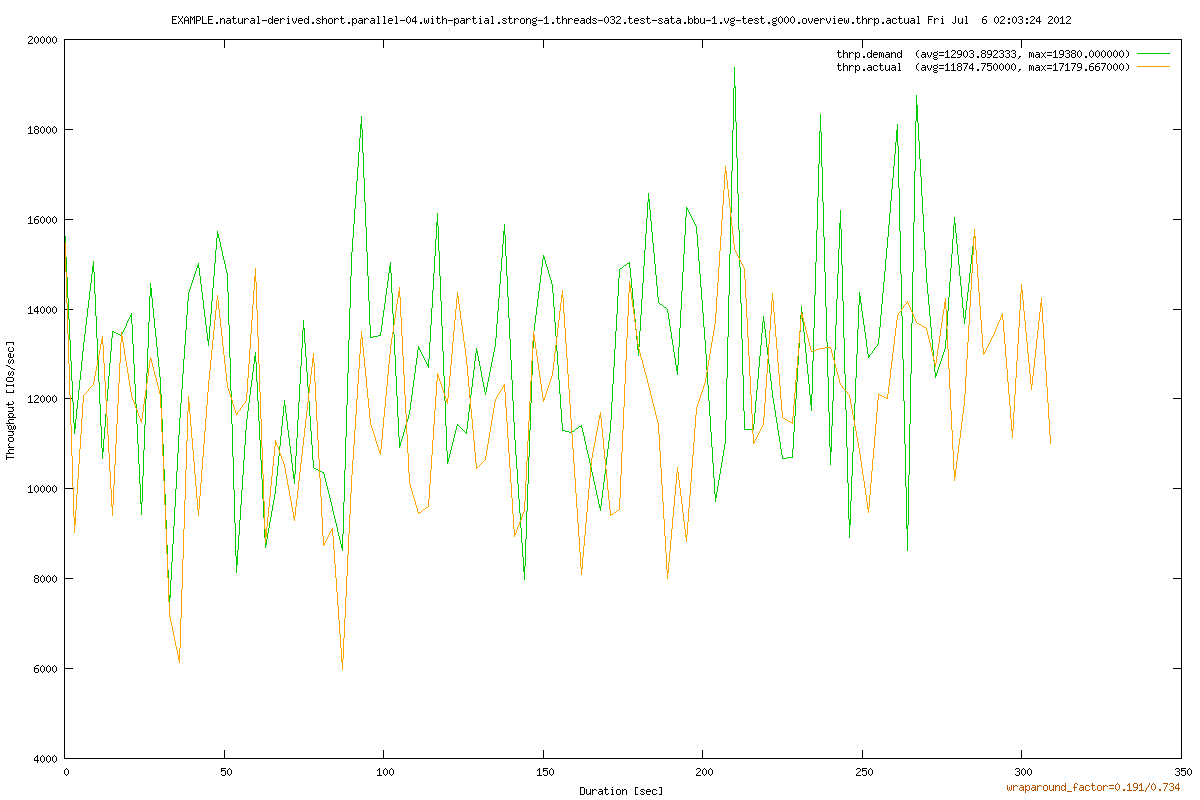 EXAMPLE.natural-derived.short.parallel-04.with-partial.strong-1.threads-032.test-sata.bbu-1.vg-test.g000.overview.thrp.actual Fri Jul  6 02:03:24 2012
thrp.demand  (avg=12903.892333, max=19380.000000)
thrp.actual  (avg=11874.750000, max=17179.667000)
20000
18000
16000
14000
12000
10000
8000
6000
4000
Throughput [IOs/sec]
0 50 100 150 200 250 300 350
Duration [sec]
wraparound_factor=0.191/0.734